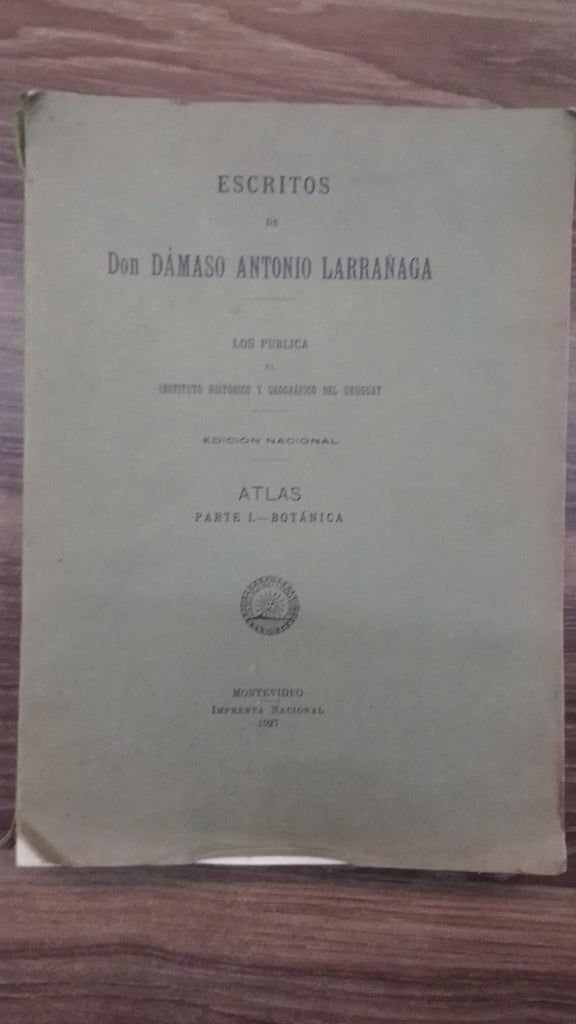 ESCRITOS
DE
Don DÁMASO ANTONIO LARRAÑAGA
LOS PUBLICA
EL
INSTITUTO HISTÓRICO Y GEOGRÁFICO DEL URUGUAY
EDICIÓN NACIONAL
ATLAS
PARTE I.—BOTÁNICA
MONTEVIDEO
IMPRENTA NACIONAL
1927